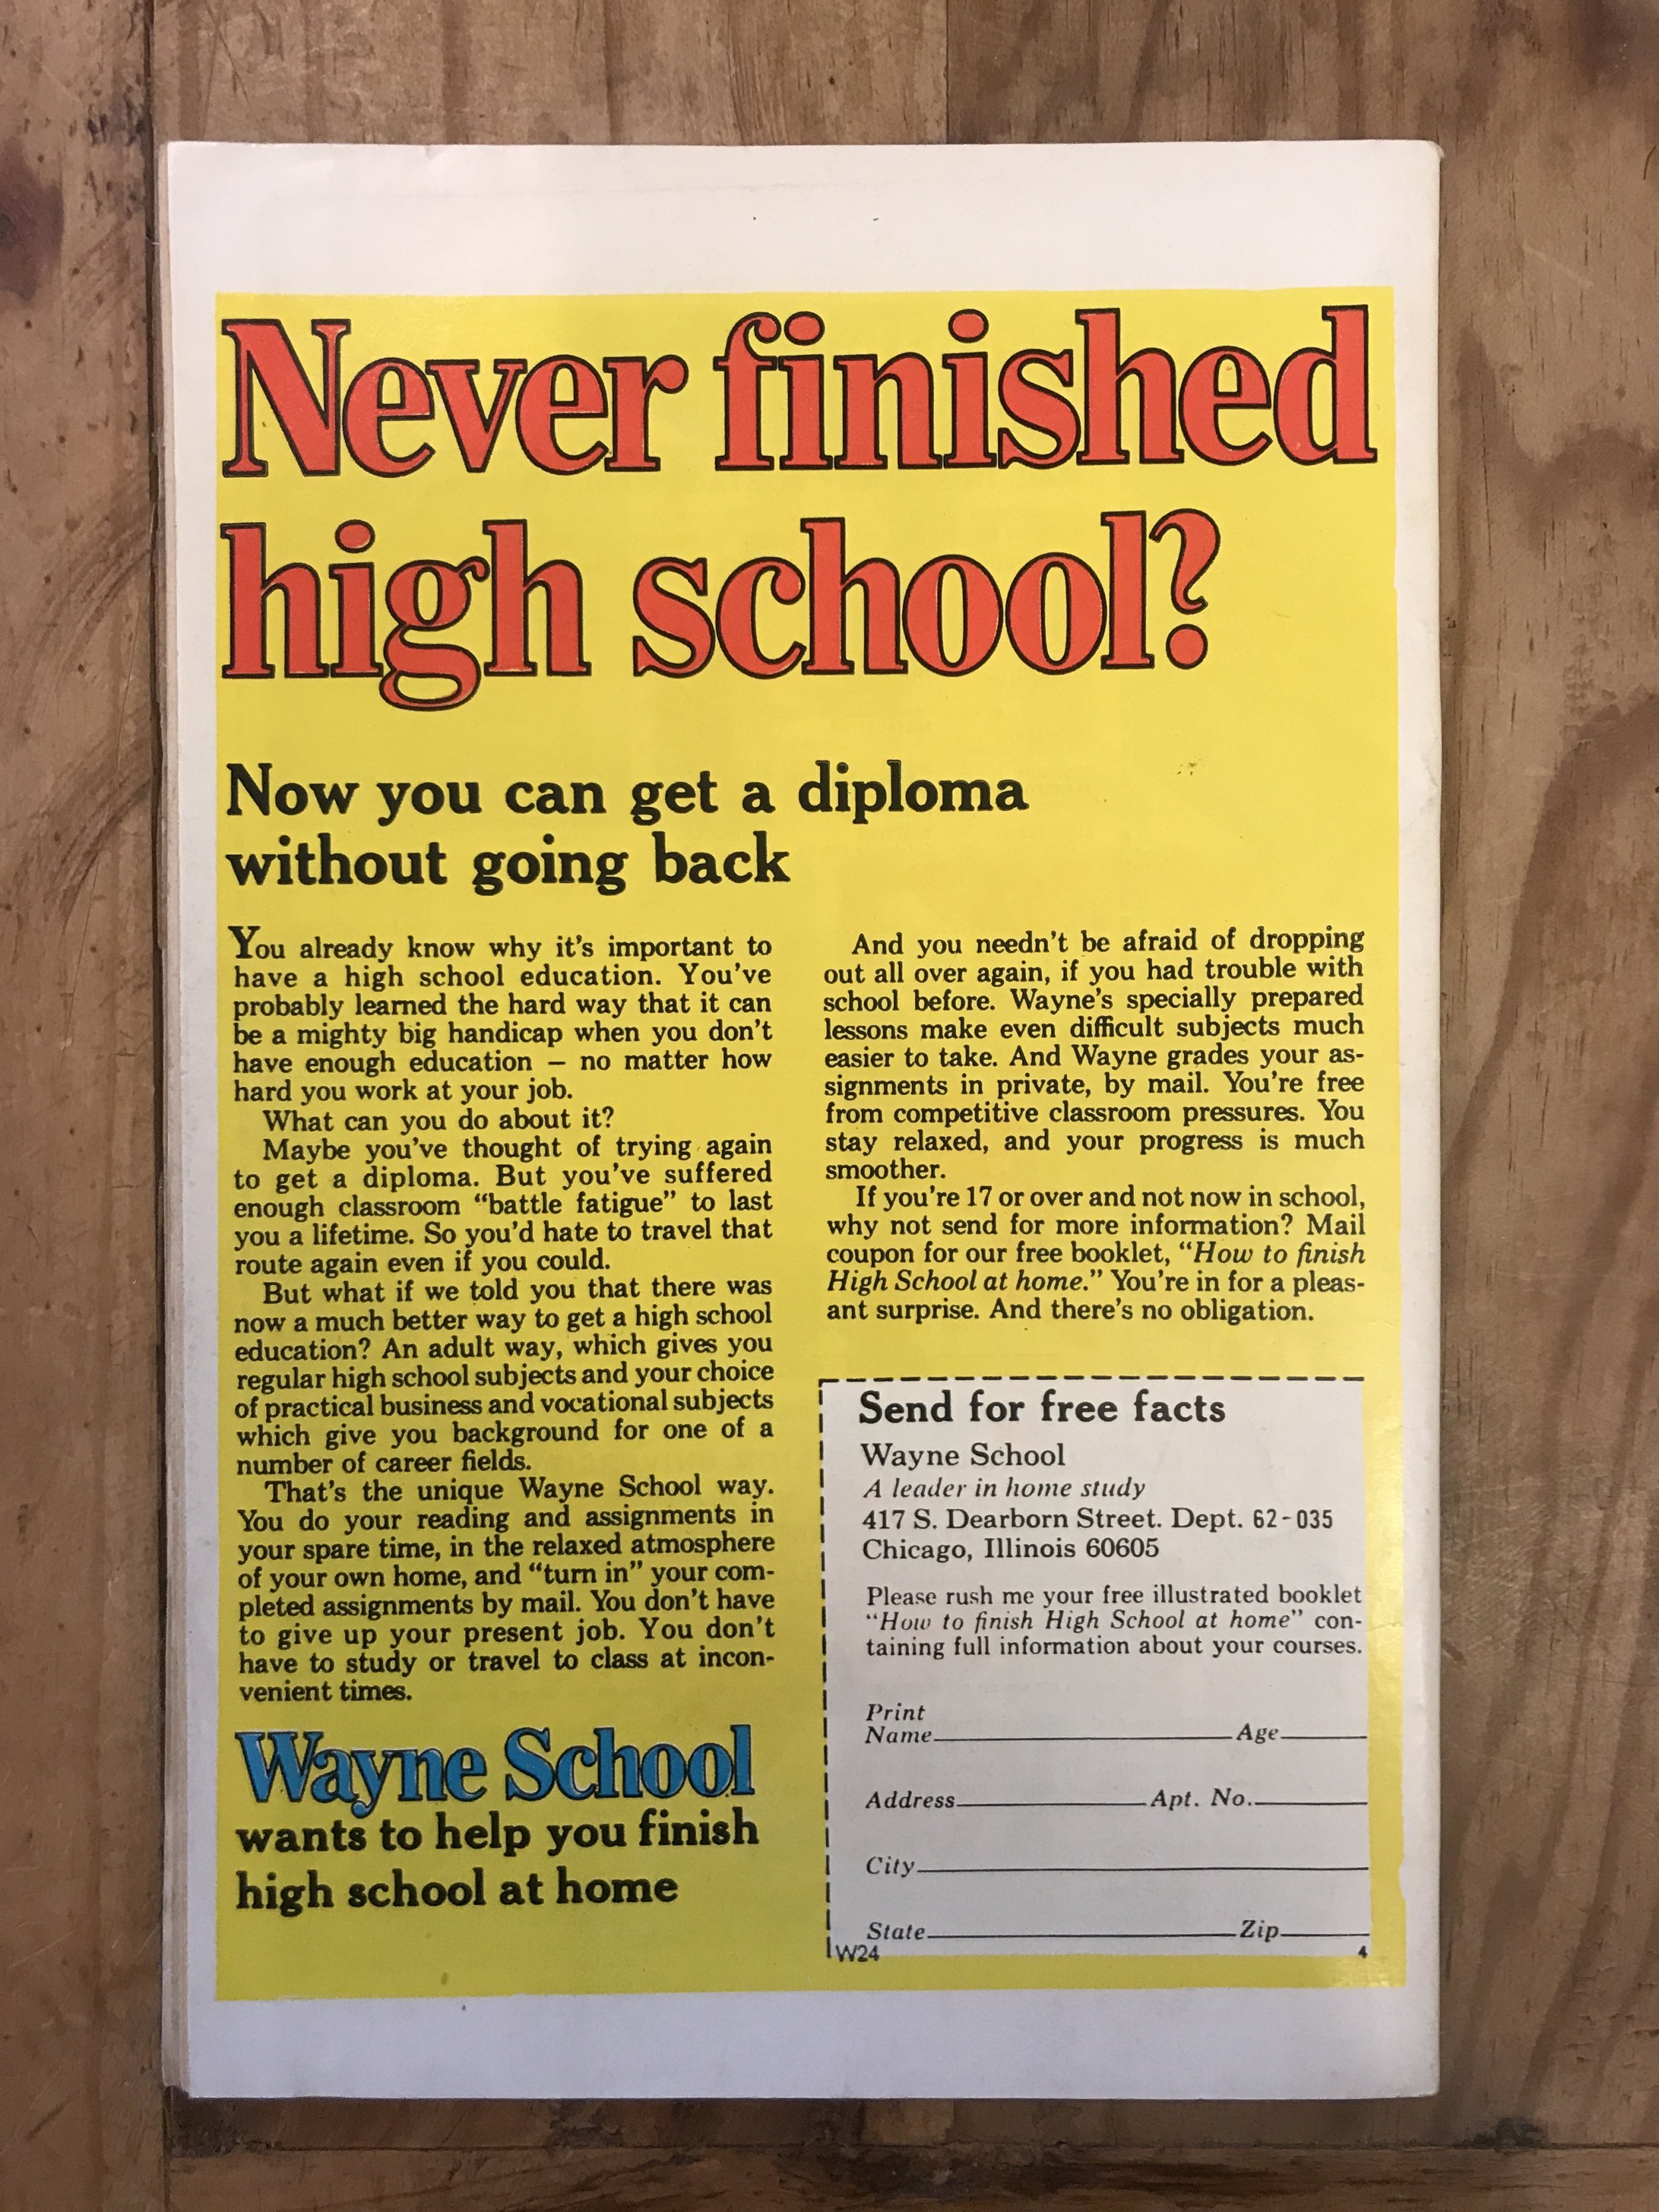 Never finished
high school?
Now you can get a diploma
without going back
You already know why it's important to
have a high school education. You've
probably learned the hard way that it can
be a mighty big handicap when you don't
have enough education – no matter how
hard you work at your job.
What can you do about it?
Maybe you've thought of trying again
to get a diploma. But you've suffered
enough classroom "battle fatigue" to last
you a lifetime. So you'd hate to travel that
route again even if you could.
But what if we told you that there was
now a much better way to get a high school
education? An adult way, which gives you
regular high school subjects and your choice
of practical business and vocational subjects
which give you background for one of a
number of career fields.
That's the unique Wayne School way.
You do your reading and assignments in
your spare time, in the relaxed atmosphere
of your own home, and "turn in" your com-
pleted assignments by mail. You don't have
to give up your present job. You don't
have to study or travel to class at incon-
venient times.
Wayne School
wants to help you finish
high school at home
And you needn't be afraid of dropping
out all over again, if you had trouble with
school before. Wayne's specially prepared
lessons make even difficult subjects much
easier to take. And Wayne grades your as-
signments in private, by mail. You're free
from competitive classroom pressures. You
stay relaxed, and your progress is much
smoother.
If you're 17 or over and not now in school,
why not send for more information? Mail
coupon for our free booklet, "How to finish
High School at home." You're in for a pleas-
ant surprise. And there's no obligation.
Send for free facts
Wayne School
A leader in home study
417 S. Dearborn Street. Dept. 62-035
Chicago, Illinois 60605
Please rush me your free illustrated booklet
"How to finish High School at home" con-
taining full information about your courses.
Print
Name Age
Address Apt. No.
City
State Zip
W24 4